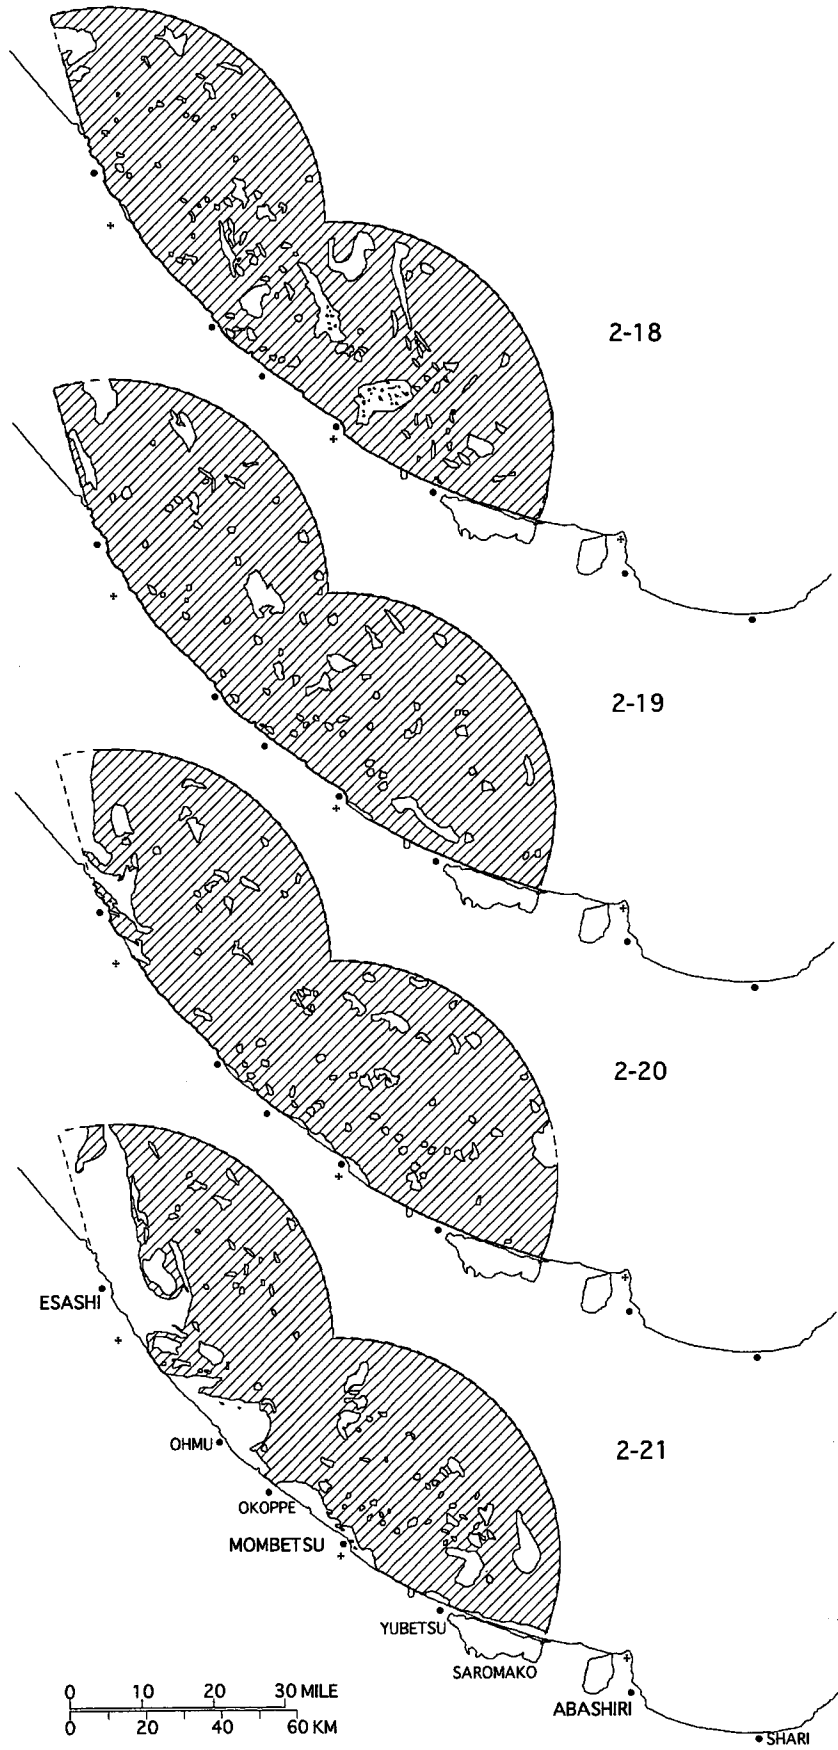 2-18
2-19
2-20
2-21
ESASHI
OHMU
OKOPPE
MOMBETSU
YUBETSU
SAROMAKO
ABASHIRI
SHARI
0 10 20 30 MILE
0 20 40 60 KM